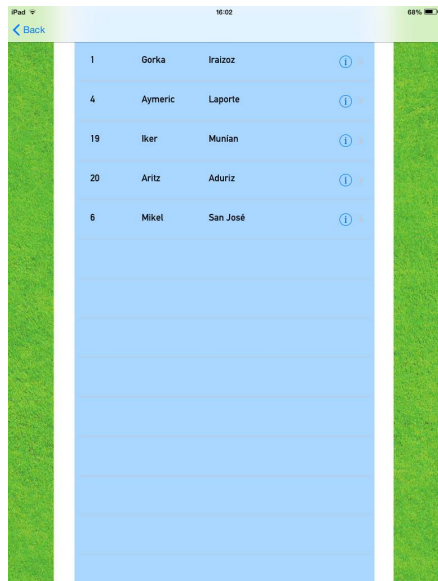 iPad 16:02 68%
Back
1 Gorka Iraizoz
4 Aymeric Laporte
19 Iker Munian
20 Aritz Aduriz
6 Mikel San José